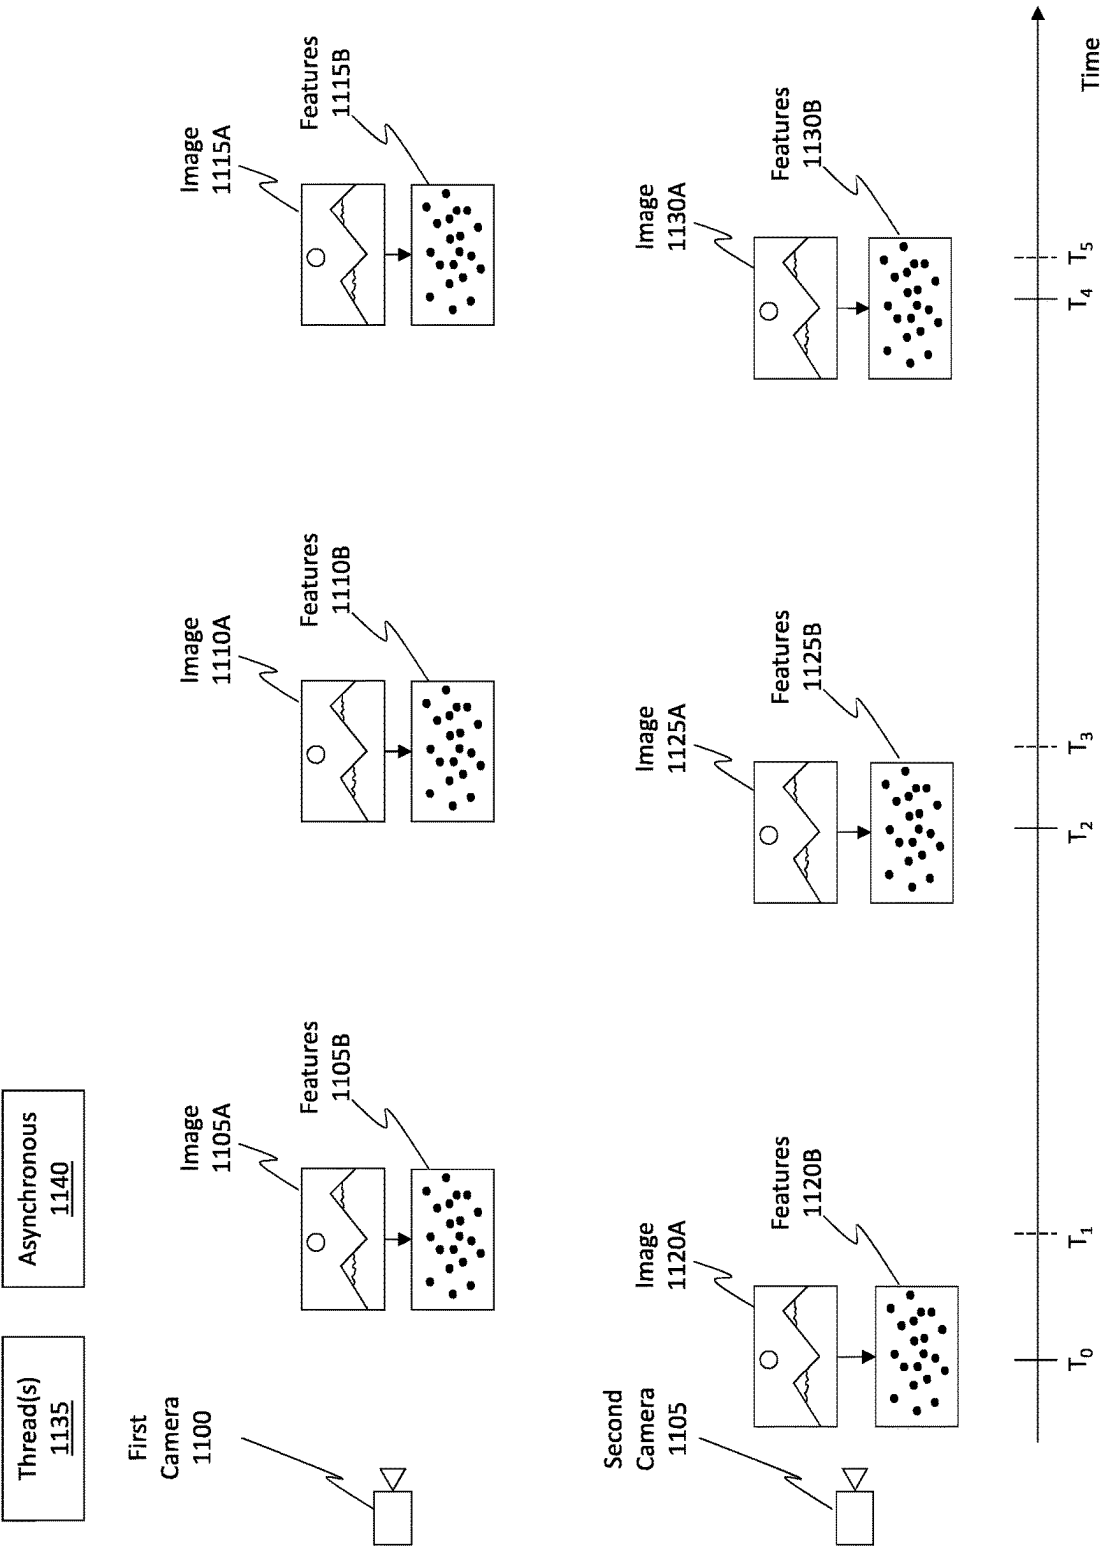 Thread(s)
1135
Asynchronous
1140
First
Camera
1100
Image
1105A
Features
1105B
Image
1110A
Features
1110B
Image
1115A
Features
1115B
Second
Camera
1105
Image
1120A
Features
1120B
Image
1125A
Features
1125B
Image
1130A
Features
1130B
T0
T1
T2
T3
T4
T5
Time